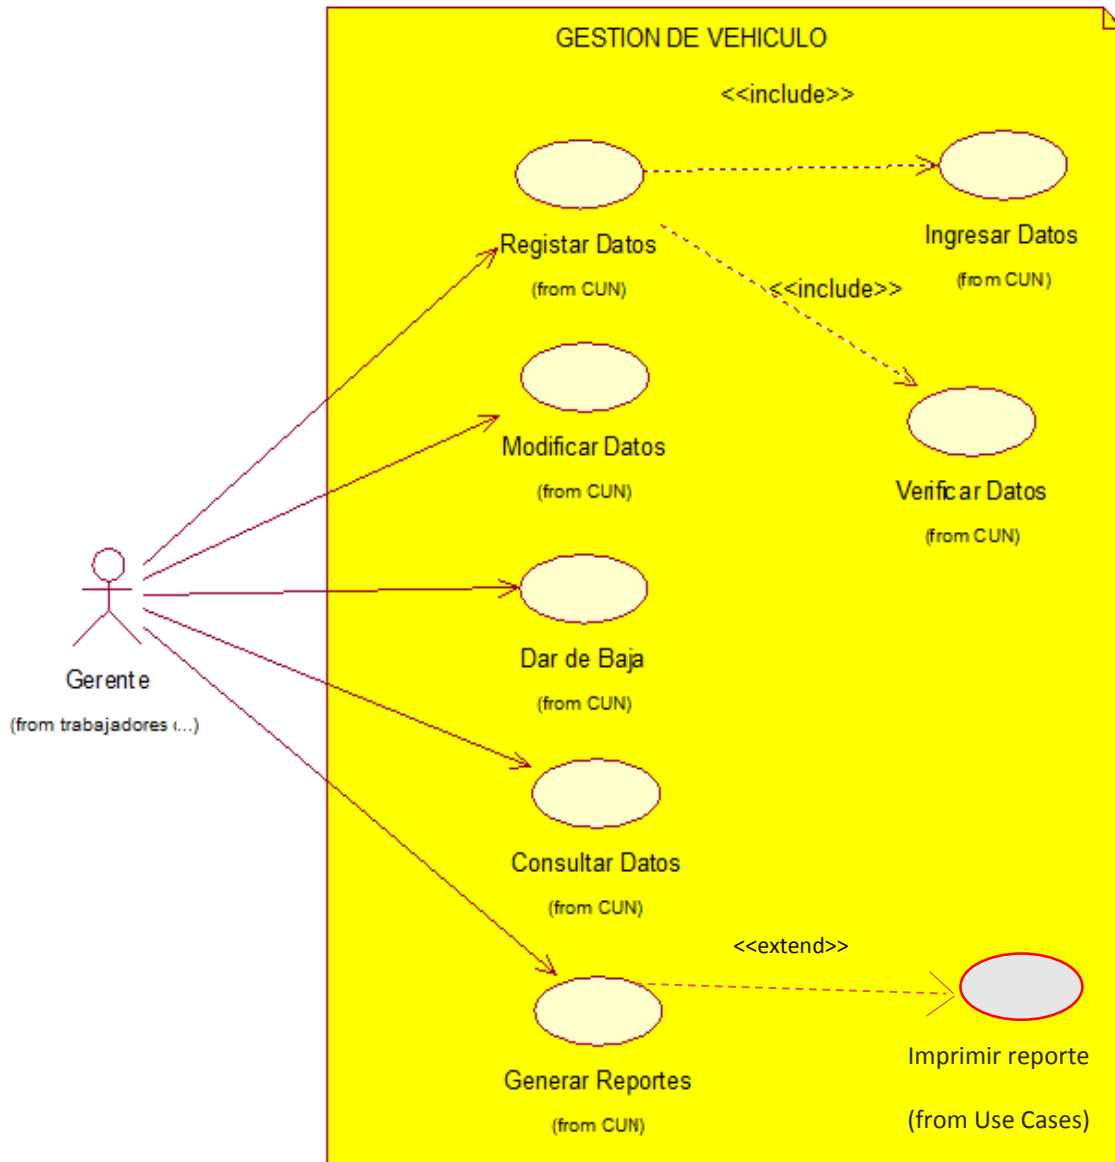 GESTION DE VEHICULO
<<include>>
Registar Datos
(from CUN)
Ingresar Datos
(from CUN)
<<include>>
Modificar Datos
(from CUN)
Verificar Datos
(from CUN)
Gerente
(from trabajadores (...)
Dar de Baja
(from CUN)
Consultar Datos
(from CUN)
<<extend>>
Generar Reportes
(from CUN)
Imprimir reporte
(from Use Cases)